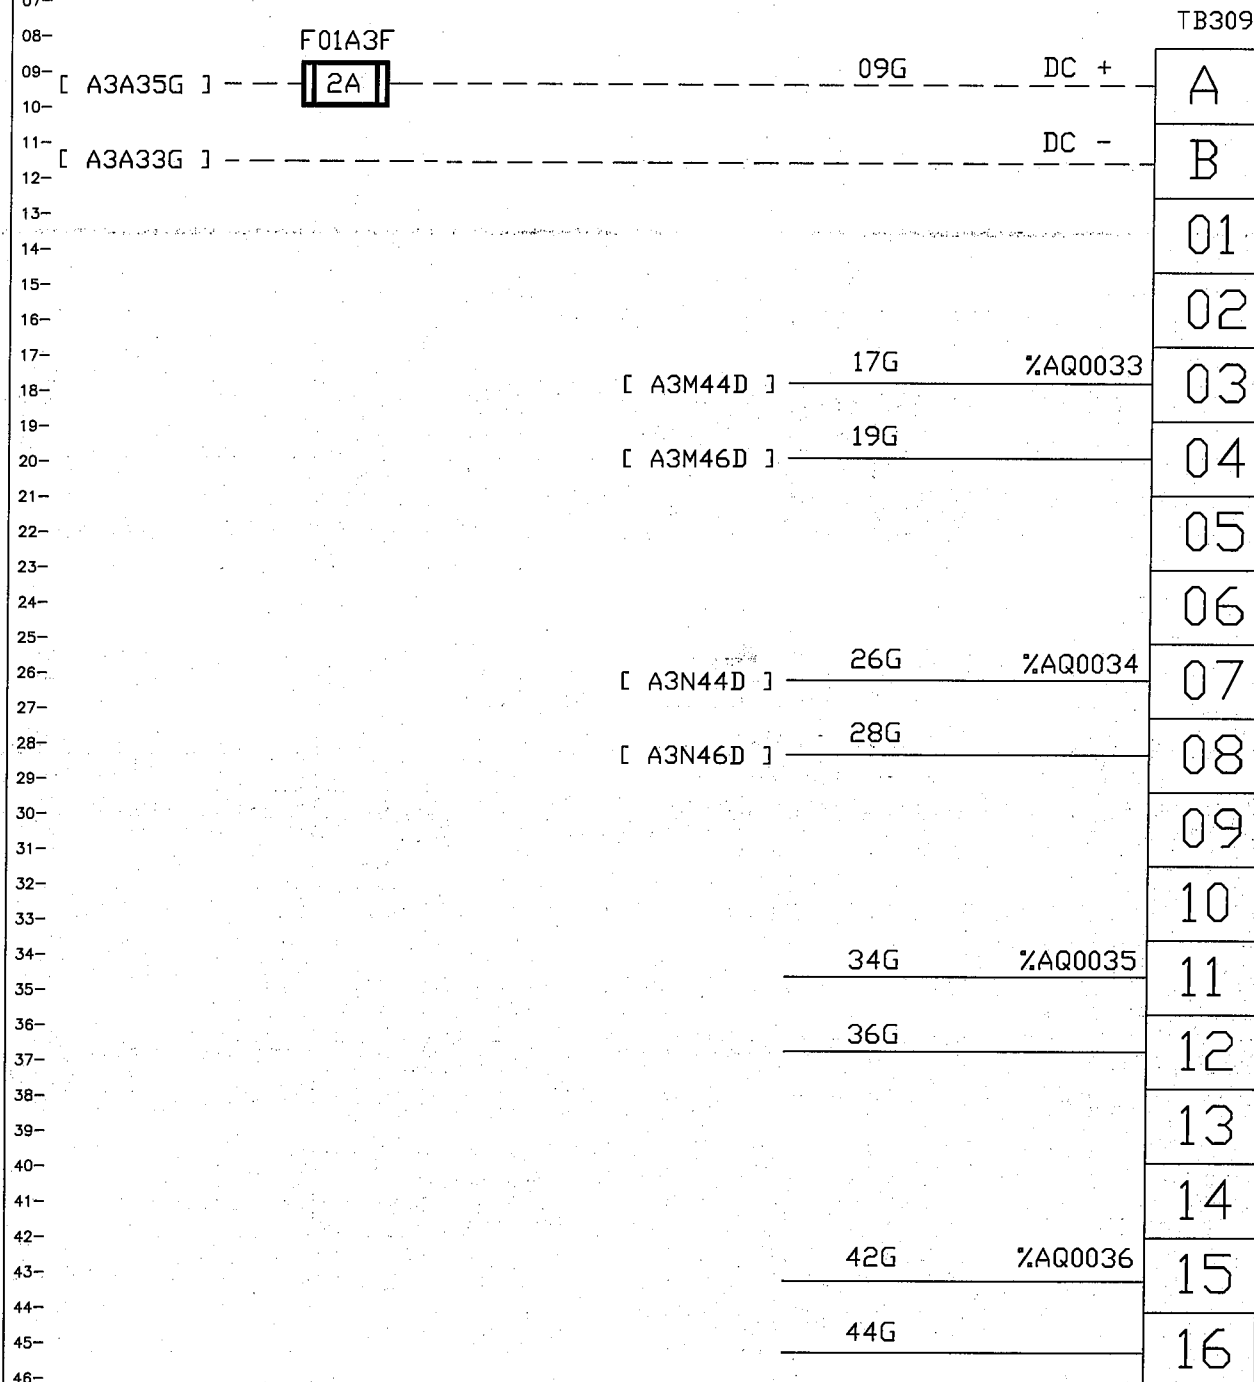 07-
TB309
08-
F01A3F
09-
[ A3A35G ]
2A
09G
DC +
A
10-
11-
[ A3A33G ]
DC -
B
12-
13-
01
14-
15-
02
16-
17-
17G
%AQ0033
[ A3M44D ]
03
18-
19-
19G
[ A3M46D ]
04
20-
21-
05
22-
23-
06
24-
25-
26G
%AQ0034
26-
[ A3N44D ]
07
27-
28G
28-
[ A3N46D ]
08
29-
30-
09
31-
32-
10
33-
34-
34G
%AQ0035
11
35-
36-
36G
12
37-
38-
13
39-
40-
14
41-
42-
42G
%AQ0036
43-
15
44-
44G
45-
16
46-